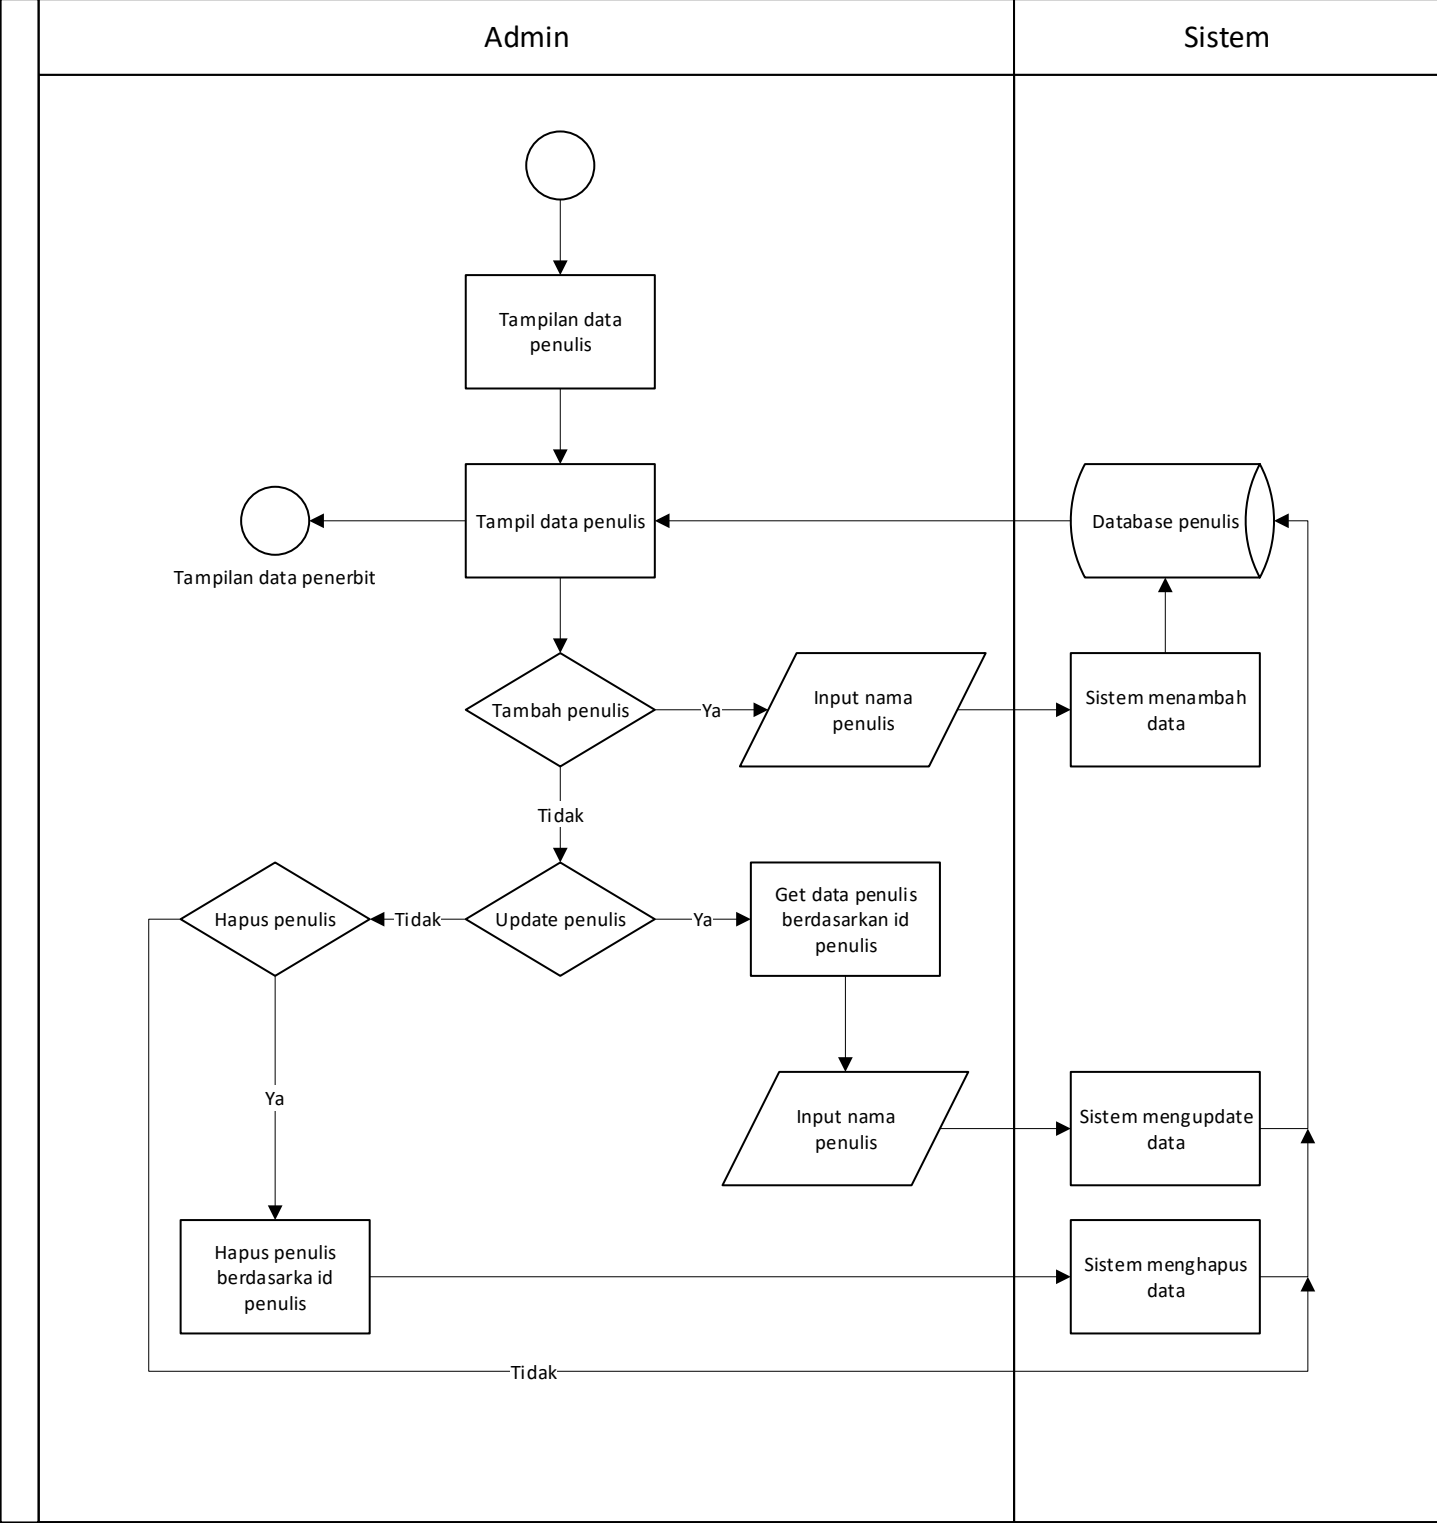 Admin
Sistem
Tampilan data
penulis
Tampil data penulis
Database penulis
Tampilan data penerbit
Tambah penulis
Ya
Input nama
penulis
Sistem menambah
data
Tidak
Hapus penulis
Tidak
Update penulis
Ya
Get data penulis
berdasarkan id
penulis
Ya
Input nama
penulis
Sistem mengupdate
data
Hapus penulis
berdasarka id
penulis
Sistem menghapus
data
Tidak